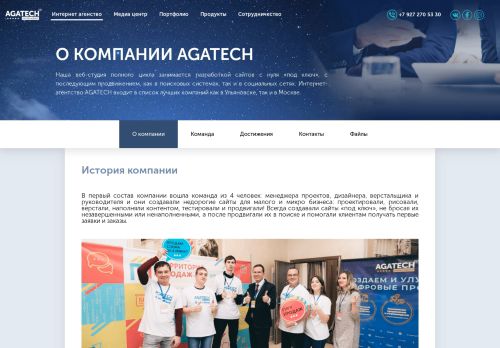 AGATECH
Интернет агенство
Медиа центр
Портфолио
Продукты
Сотрудничество
+7 927 270 53 30
О КОМПАНИИ AGATECH
Наша веб-студия полного цикла занимается разработкой сайтов с нуля «под ключ», с
последующим продвижением, как в поисковых системах, так и в социальных сетях. Интернет-
агентство AGATECH входит в список лучших компаний как в Ульяновске, так и в Москве.
О компании
Команда
Достижения
Контакты
Файлы
История компании
В первый состав компании вошла команда из 4 человек: менеджера проектов, дизайнера, верстальщика и
руководителя и они создавали недорогие сайты для малого и микро бизнеса: проектировали, рисовали,
верстали, наполняли контентом, тестировали и продвигали! Всегда создавали сайты «под ключ», не бросая их
незавершенными или ненаполненными, а после продвигали их в поиске и помогали клиентам получать первые
заявки и заказы.
AGATECH